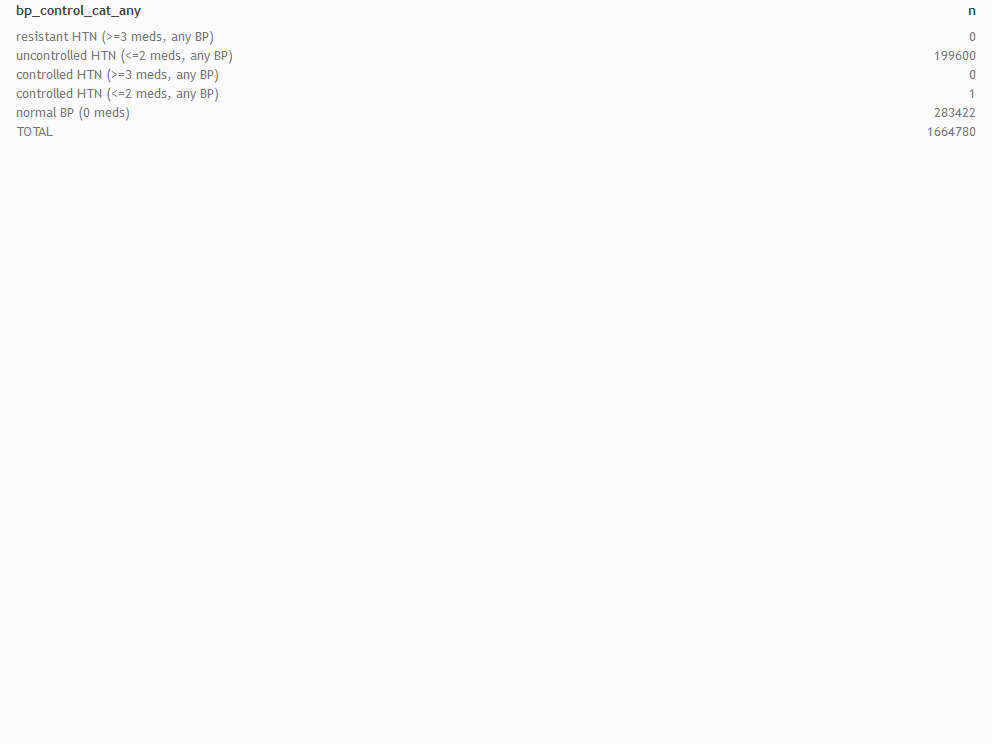 bp_control_cat_any n
resistant HTN (>=3 meds, any BP) 0
uncontrolled HTN (<=2 meds, any BP) 199600
controlled HTN (>=3 meds, any BP) 0
controlled HTN (<=2 meds, any BP) 1
normal BP (0 meds) 283422
TOTAL 1664780